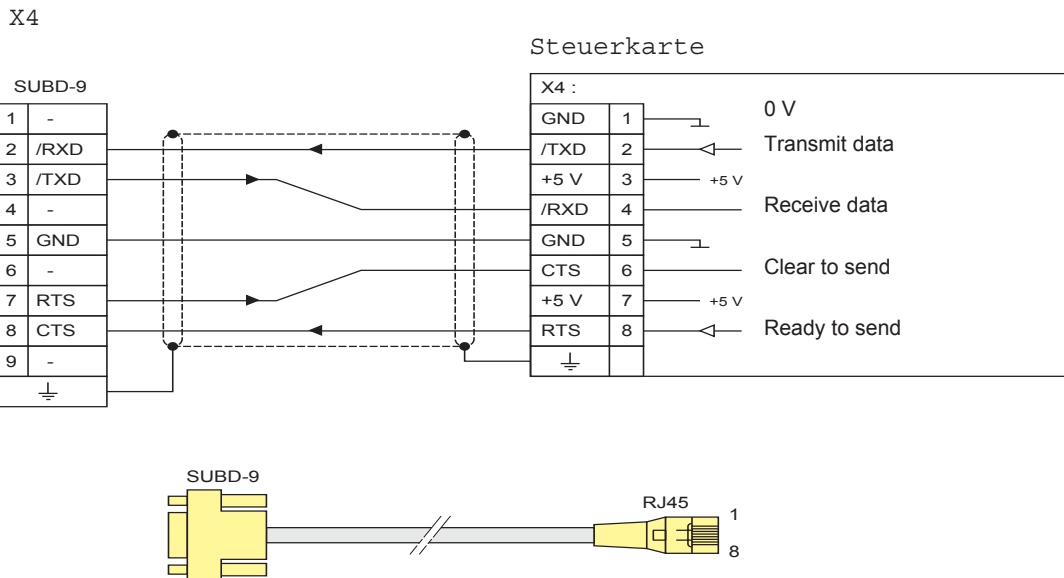 X4
Steuerkarte
SUBD-9
1 -
2 /RXD
3 /TXD
4 -
5 GND
6 -
7 RTS
8 CTS
9 -
X4 :
GND 1 0 V
/TXD 2 Transmit data
+5 V 3 +5 V
/RXD 4 Receive data
GND 5
CTS 6 Clear to send
+5 V 7 +5 V
RTS 8 Ready to send
SUBD-9
RJ45
1
8